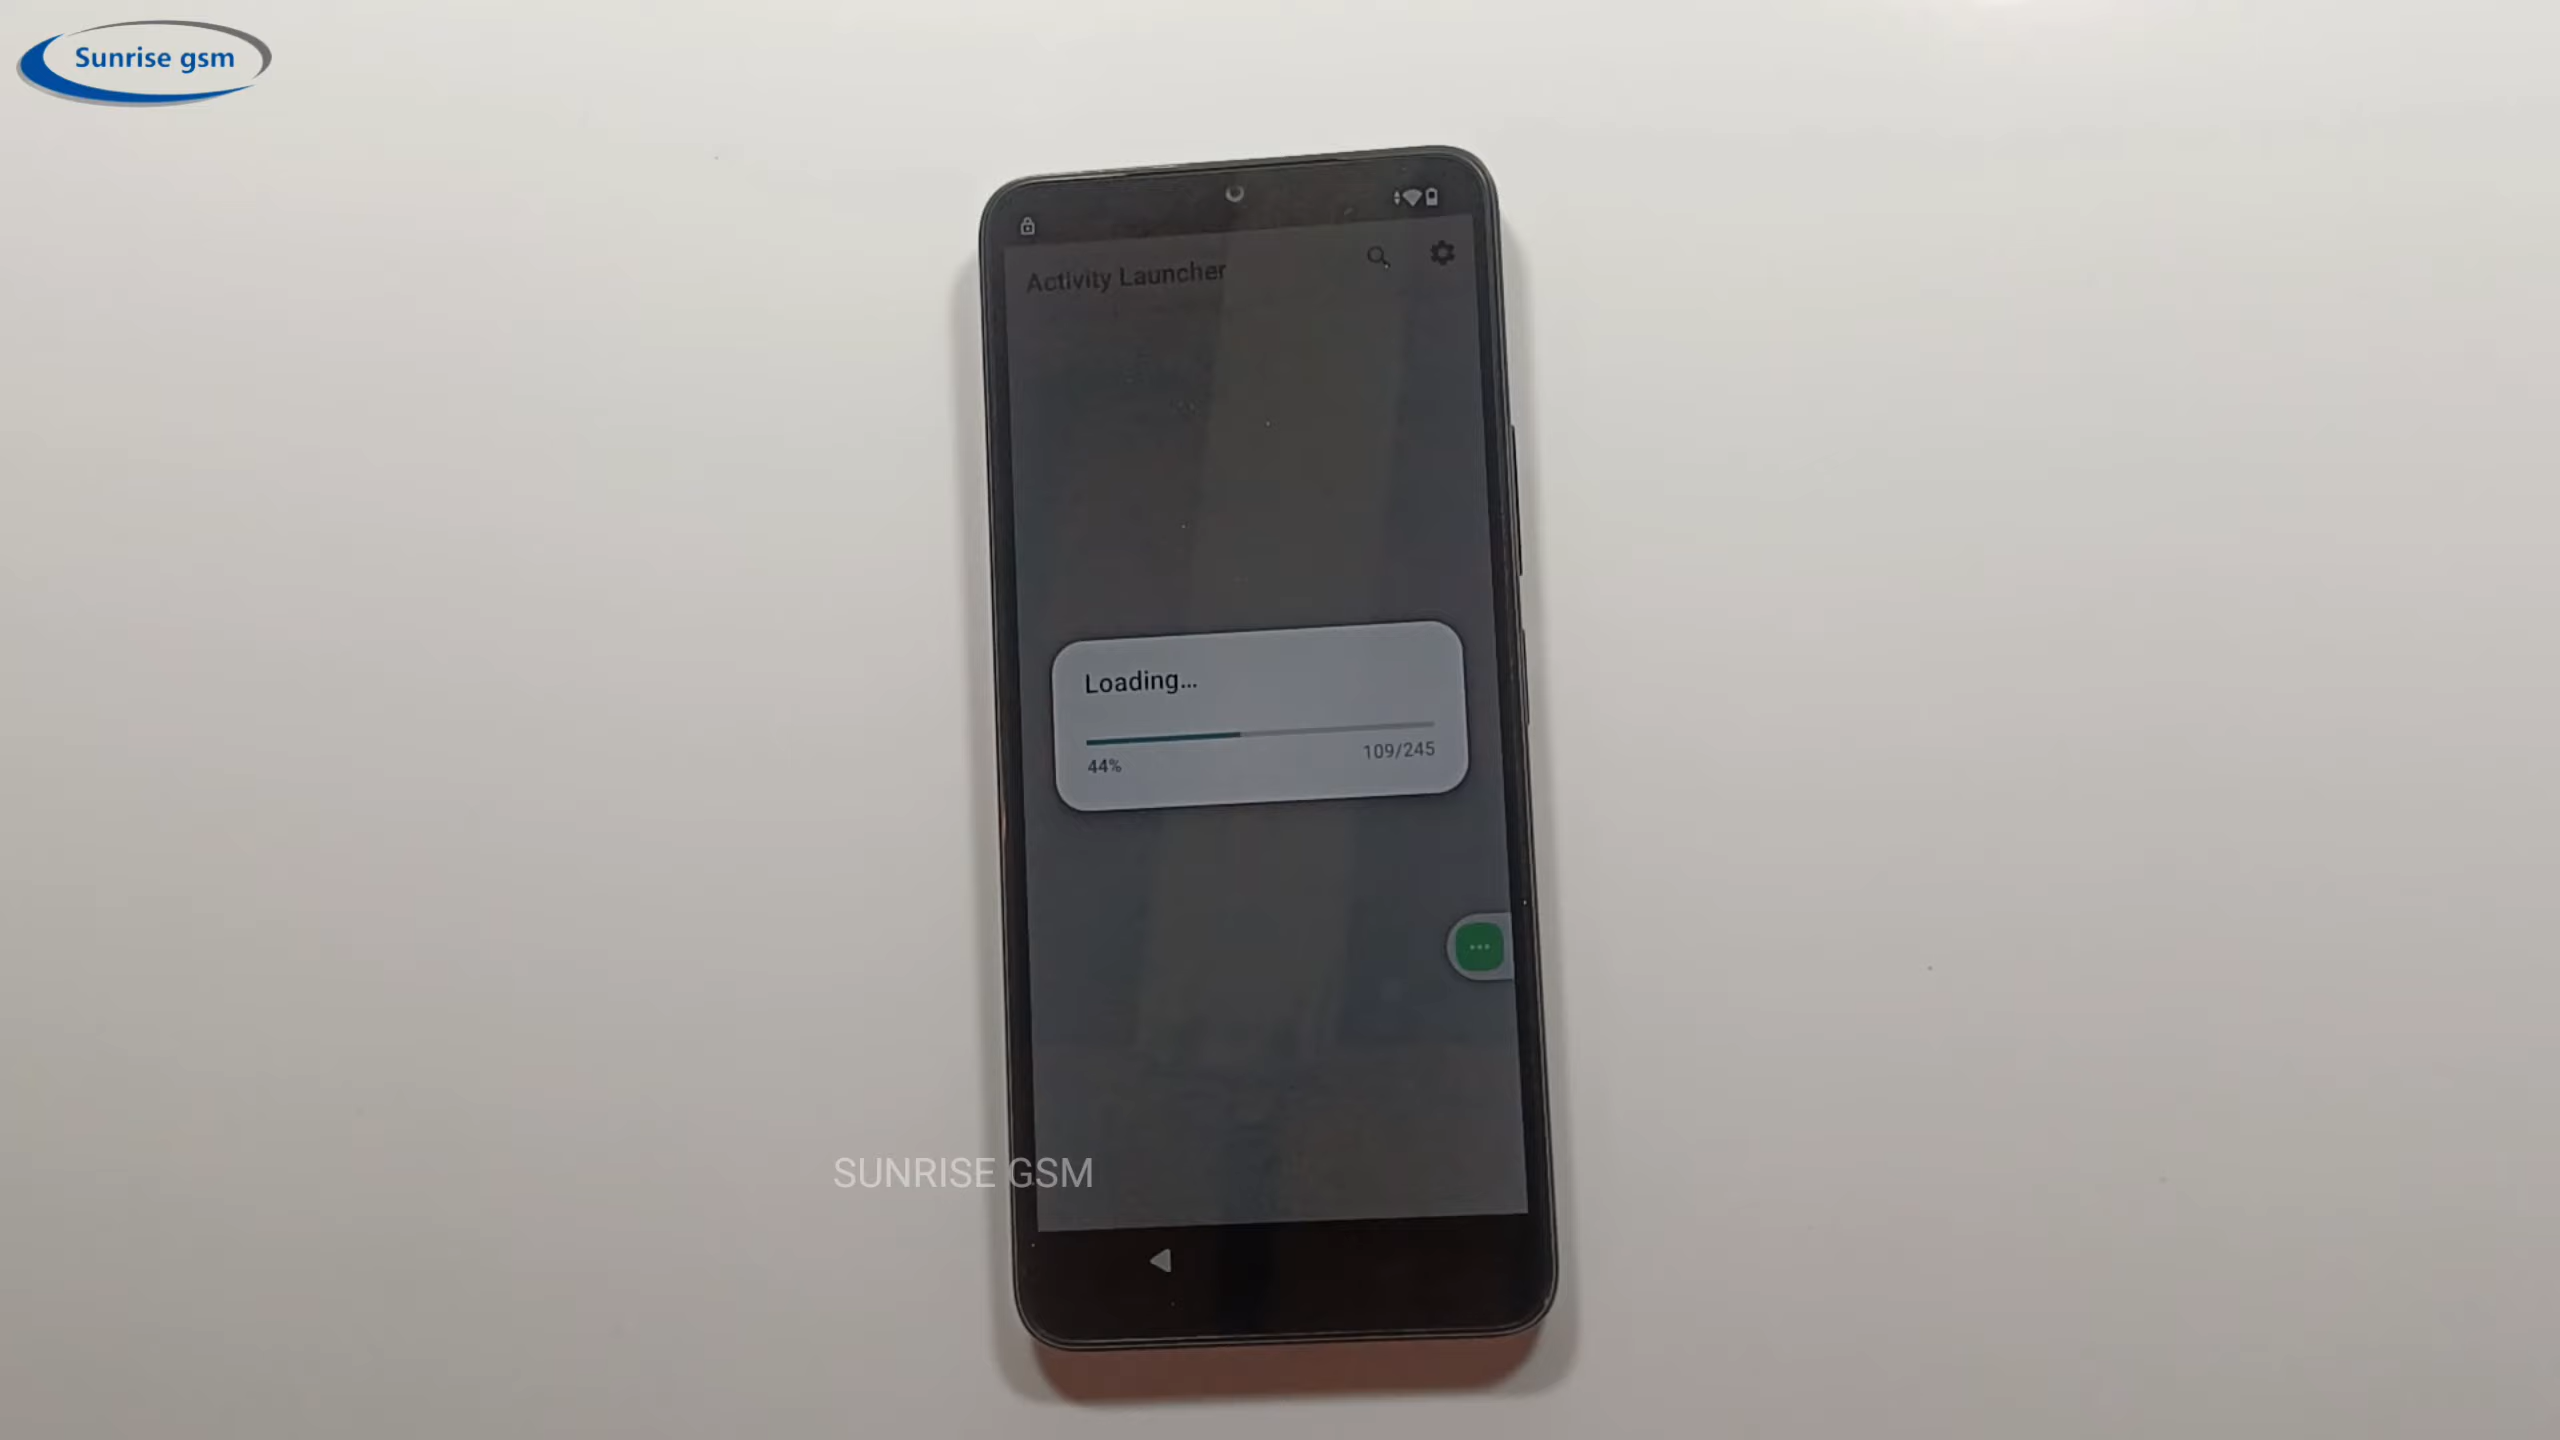 Sunrise gsm
Activity Launcher
Loading...
44%
109/245
SUNRISE GSM